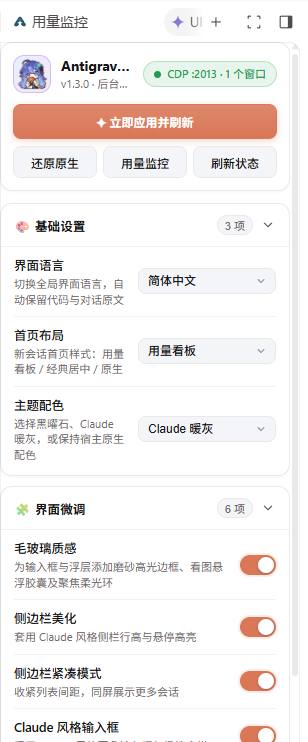 用量监控
UI
Antigrav...
v1.3.0 · 后台...
CDP :2013 · 1 个窗口
立即应用并刷新
还原原生
用量监控
刷新状态
基础设置
3 项
界面语言
切换全局界面语言，自
动保留代码与对话原文
简体中文
首页布局
新会话首页样式：用量
看板 / 经典居中 / 原生
用量看板
主题配色
选择黑曜石、Claude
暖灰，或保持宿主原生
配色
Claude 暖灰
界面微调
6 项
毛玻璃质感
为输入框与浮层添加磨砂高光边框、看图悬
浮胶囊及聚焦柔光环
侧边栏美化
套用 Claude 风格侧栏行高与悬停高亮
侧边栏紧凑模式
收紧列表间距，同屏展示更多会话
Claude 风格输入框